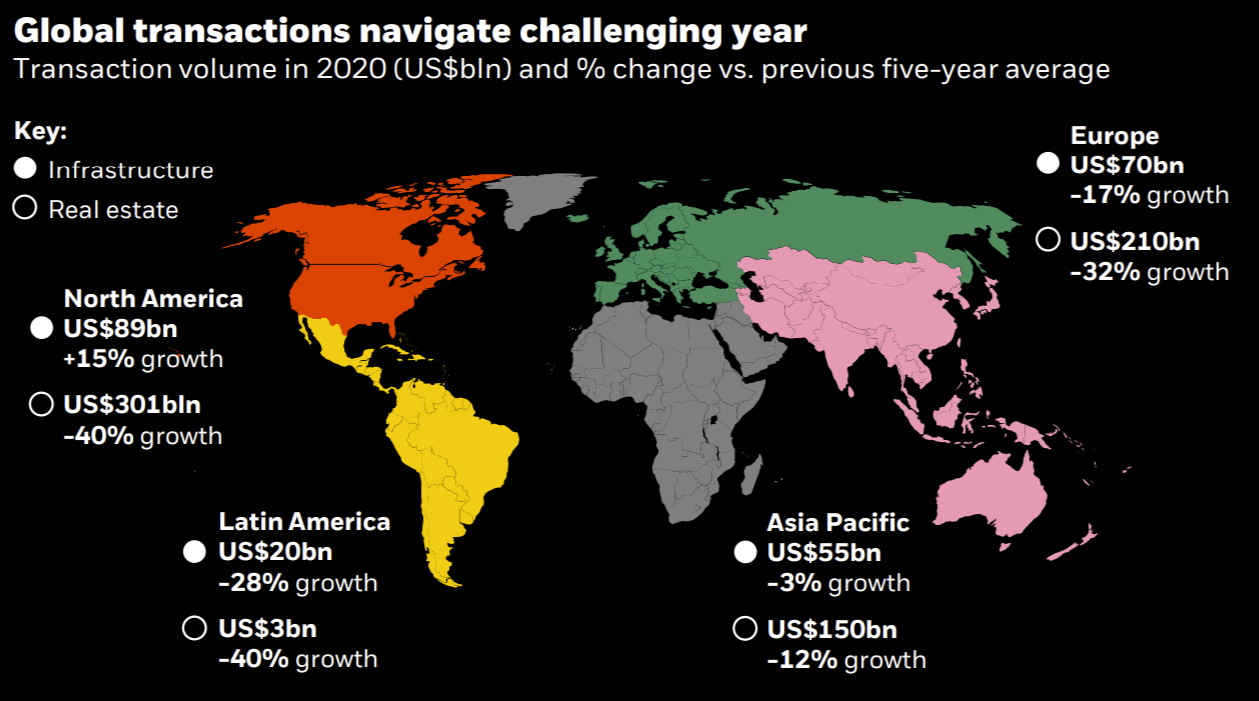 Global transactions navigate challenging year
Transaction volume in 2020 (US$bln) and % change vs. previous five-year average
Key:
Infrastructure
Real estate
North America
US$89bn
+15% growth
US$301bln
-40% growth
Latin America
US$20bn
-28% growth
US$3bn
-40% growth
Europe
US$70bn
-17% growth
US$210bn
-32% growth
Asia Pacific
US$55bn
-3% growth
US$150bn
-12% growth